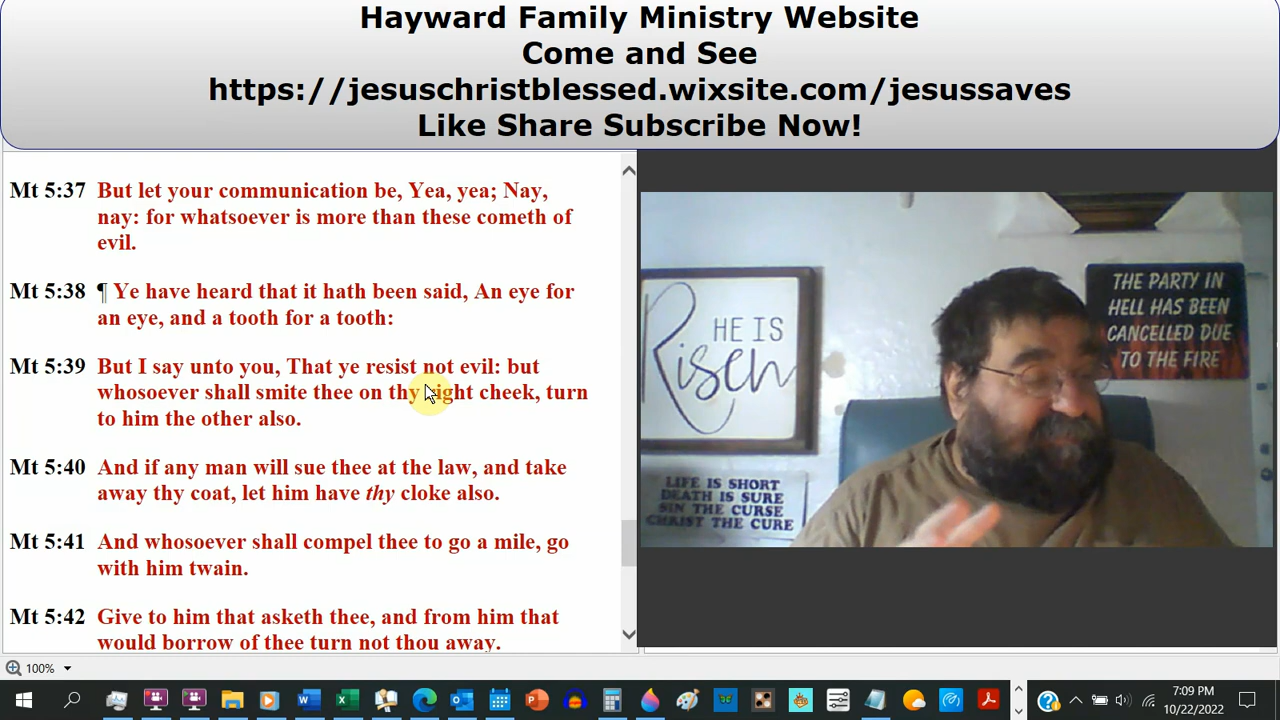 Hayward Family Ministry Website
Come and See
https://jesuschristblessed.wixsite.com/jesussaves
Like Share Subscribe Now!
Mt 5:37 But let your communication be, Yea, yea; Nay,
nay: for whatsoever is more than these cometh of
evil.
Mt 5:38 ¶ Ye have heard that it hath been said, An eye for
an eye, and a tooth for a tooth:
Mt 5:39 But I say unto you, That ye resist not evil: but
whosoever shall smite thee on thy right cheek, turn
to him the other also.
Mt 5:40 And if any man will sue thee at the law, and take
away thy coat, let him have thy cloke also.
Mt 5:41 And whosoever shall compel thee to go a mile, go
with him twain.
Mt 5:42 Give to him that asketh thee, and from him that
would borrow of thee turn not thou away.
HE IS
Risen
LIFE IS SHORT
DEATH IS SURE
SIN THE CURSE
CHRIST THE CURE
THE PARTY IN
HELL HAS BEEN
CANCELLED DUE
TO THE FIRE
100%
7:09 PM
10/22/2022